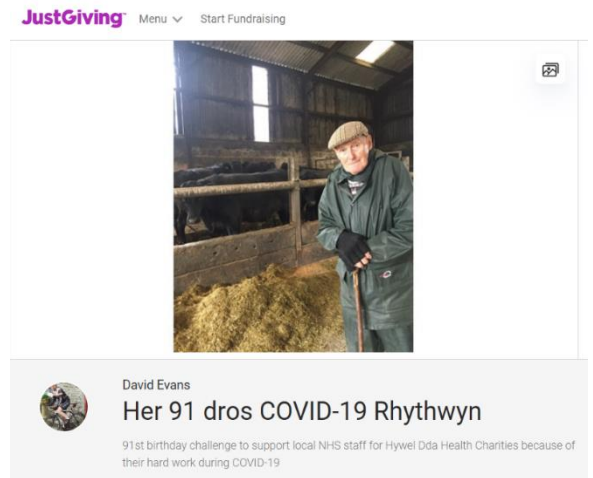 JustGiving Menu Start Fundraising
David Evans
Her 91 dros COVID-19 Rhythwyn
91st birthday challenge to support local NHS staff for Hywel Dda Health Charities because of
their hard work during COVID-19